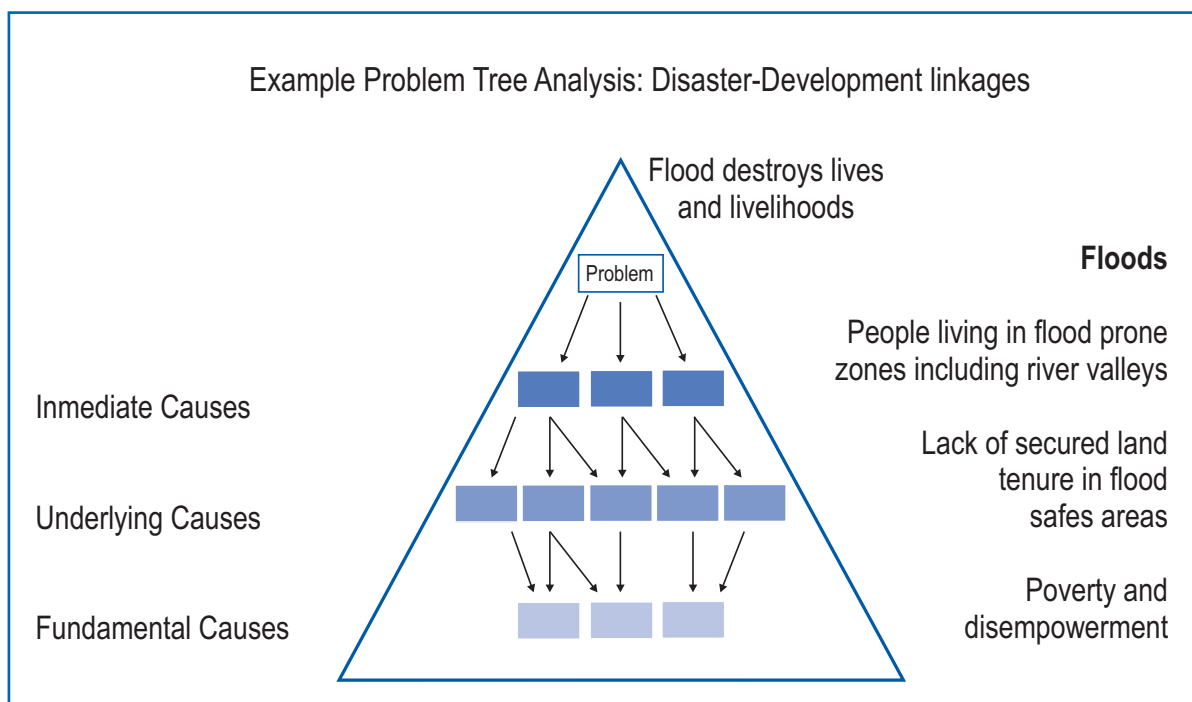 Example Problem Tree Analysis: Disaster-Development linkages
Flood destroys lives
and livelihoods
Problem
Floods
People living in flood prone
zones including river valleys
Inmediate Causes
Lack of secured land
tenure in flood
safes areas
Underlying Causes
Poverty and
disempowerment
Fundamental Causes